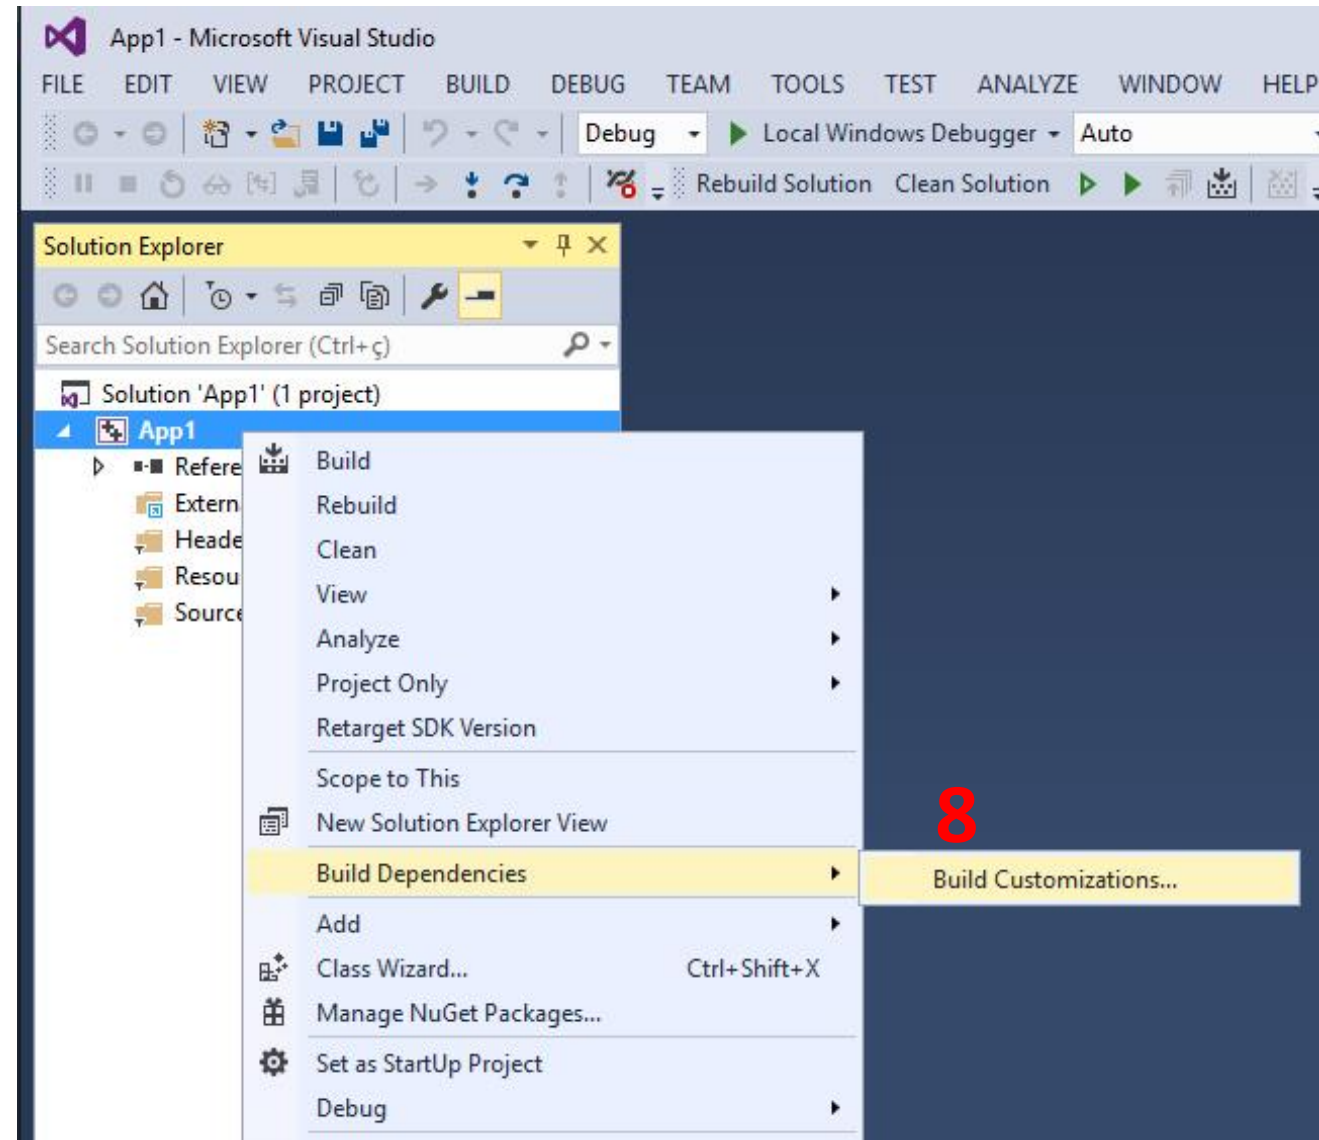 App1 - Microsoft Visual Studio
FILE EDIT VIEW PROJECT BUILD DEBUG TEAM TOOLS TEST ANALYZE WINDOW HELP
Debug Local Windows Debugger Auto
Rebuild Solution Clean Solution
Solution Explorer
Search Solution Explorer (Ctrl+ç)
Solution 'App1' (1 project)
App1
Refere
Extern
Heade
Resou
Source
Build
Rebuild
Clean
View
Analyze
Project Only
Retarget SDK Version
Scope to This
New Solution Explorer View
8
Build Dependencies
Build Customizations...
Add
Class Wizard... Ctrl+Shift+X
Manage NuGet Packages...
Set as StartUp Project
Debug